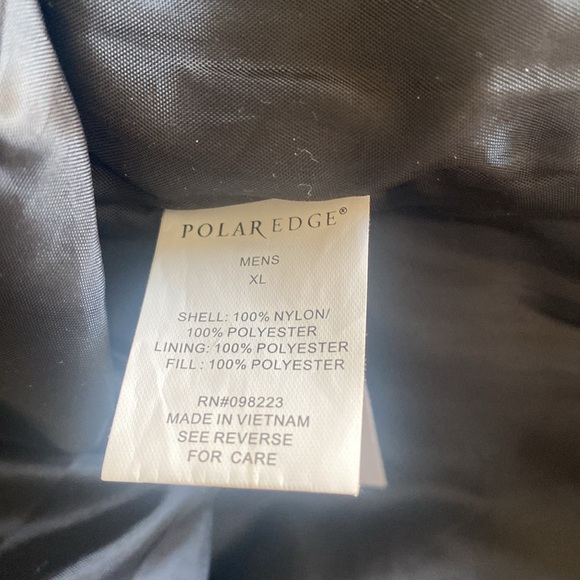 POLAREDGE®
MENS
XL
SHELL: 100% NYLON/
100% POLYESTER
LINING: 100% POLYESTER
FILL : 100% POLYESTER
RN#098223
MADE IN VIETNAM
SEE REVERSE
FOR CARE